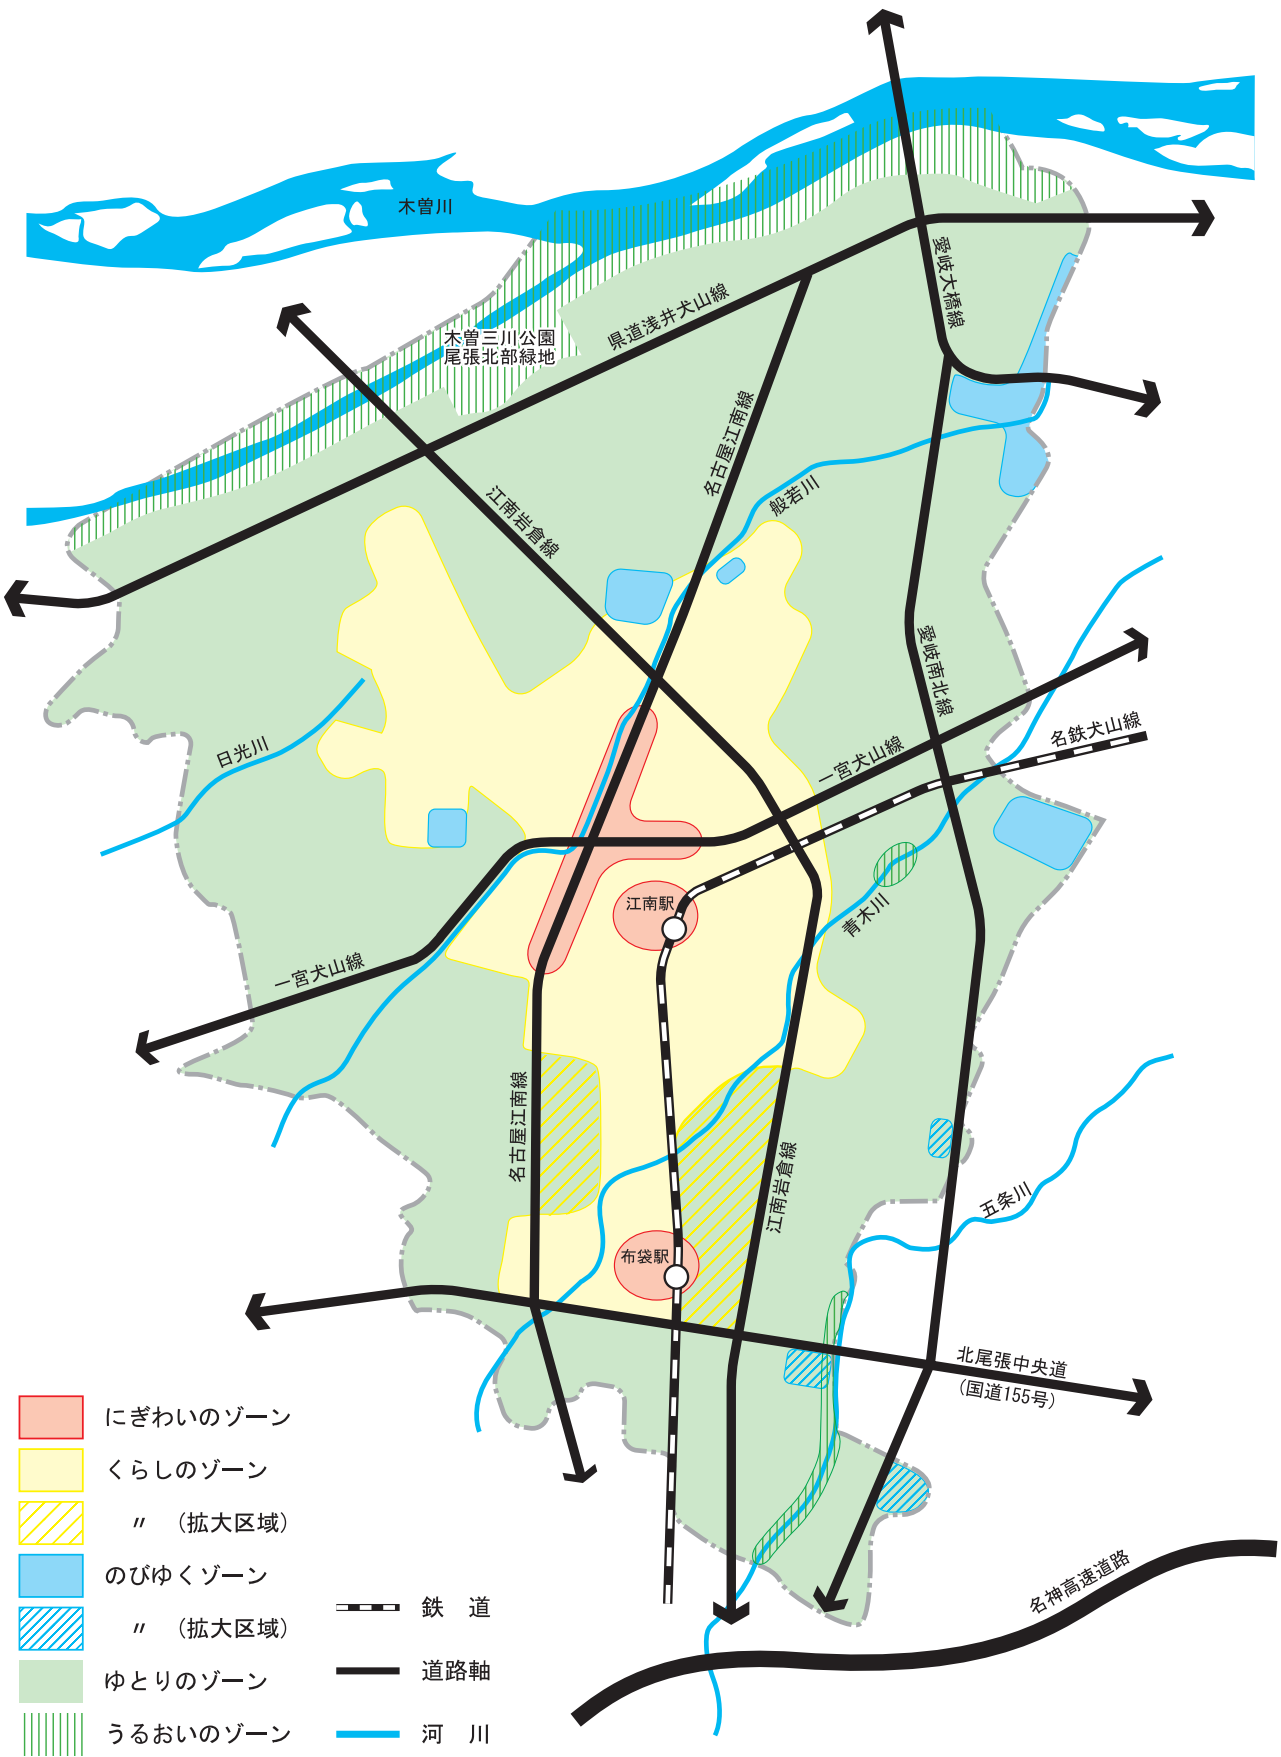 木曽川
愛岐大橋線
県道浅井犬山線
木曽三川公園
尾張北部緑地
名古屋江南線
般若川
江南岩倉線
愛岐南北線
名鉄犬山線
一宮犬山線
日光川
江南駅
青木川
一宮犬山線
名古屋江南線
江南岩倉線
五条川
布袋駅
北尾張中央道
（国道155号）
名神高速道路
にぎわいのゾーン
くらしのゾーン
〃 （拡大区域）
のびゆくゾーン
〃 （拡大区域）
ゆとりのゾーン
うるおいのゾーン
鉄　道
道路軸
河　川